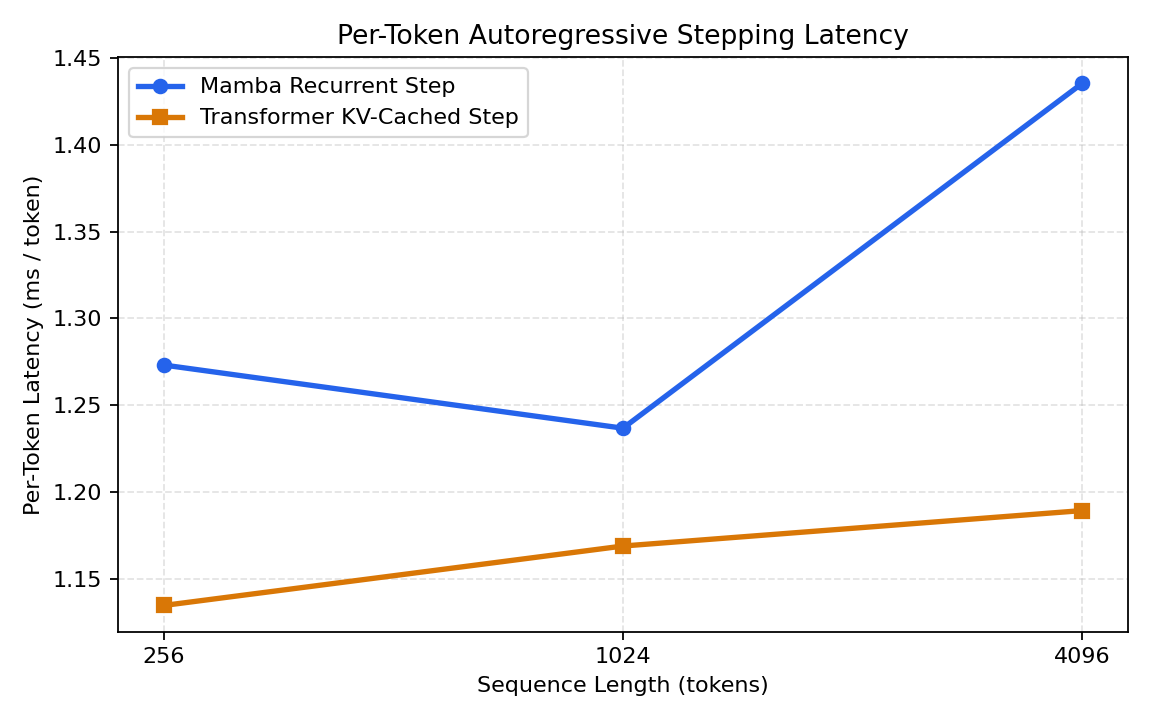 Per-Token Autoregressive Stepping Latency
Mamba Recurrent Step
Transformer KV-Cached Step
Per-Token Latency (ms / token)
1.45
1.40
1.35
1.30
1.25
1.20
1.15
256 1024 4096
Sequence Length (tokens)